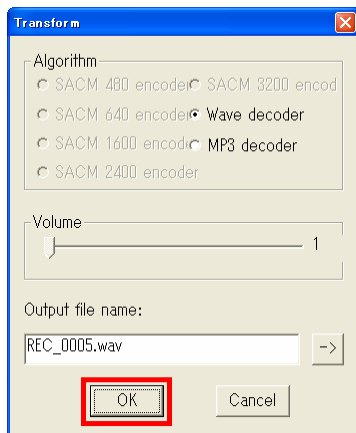 Transform
Algorithm
SACM 480 encoder SACM 3200 encod
SACM 640 encoder Wave decoder
SACM 1600 encoder MP3 decoder
SACM 2400 encoder
Volume
1
Output file name:
REC_0005.wav ->
OK Cancel